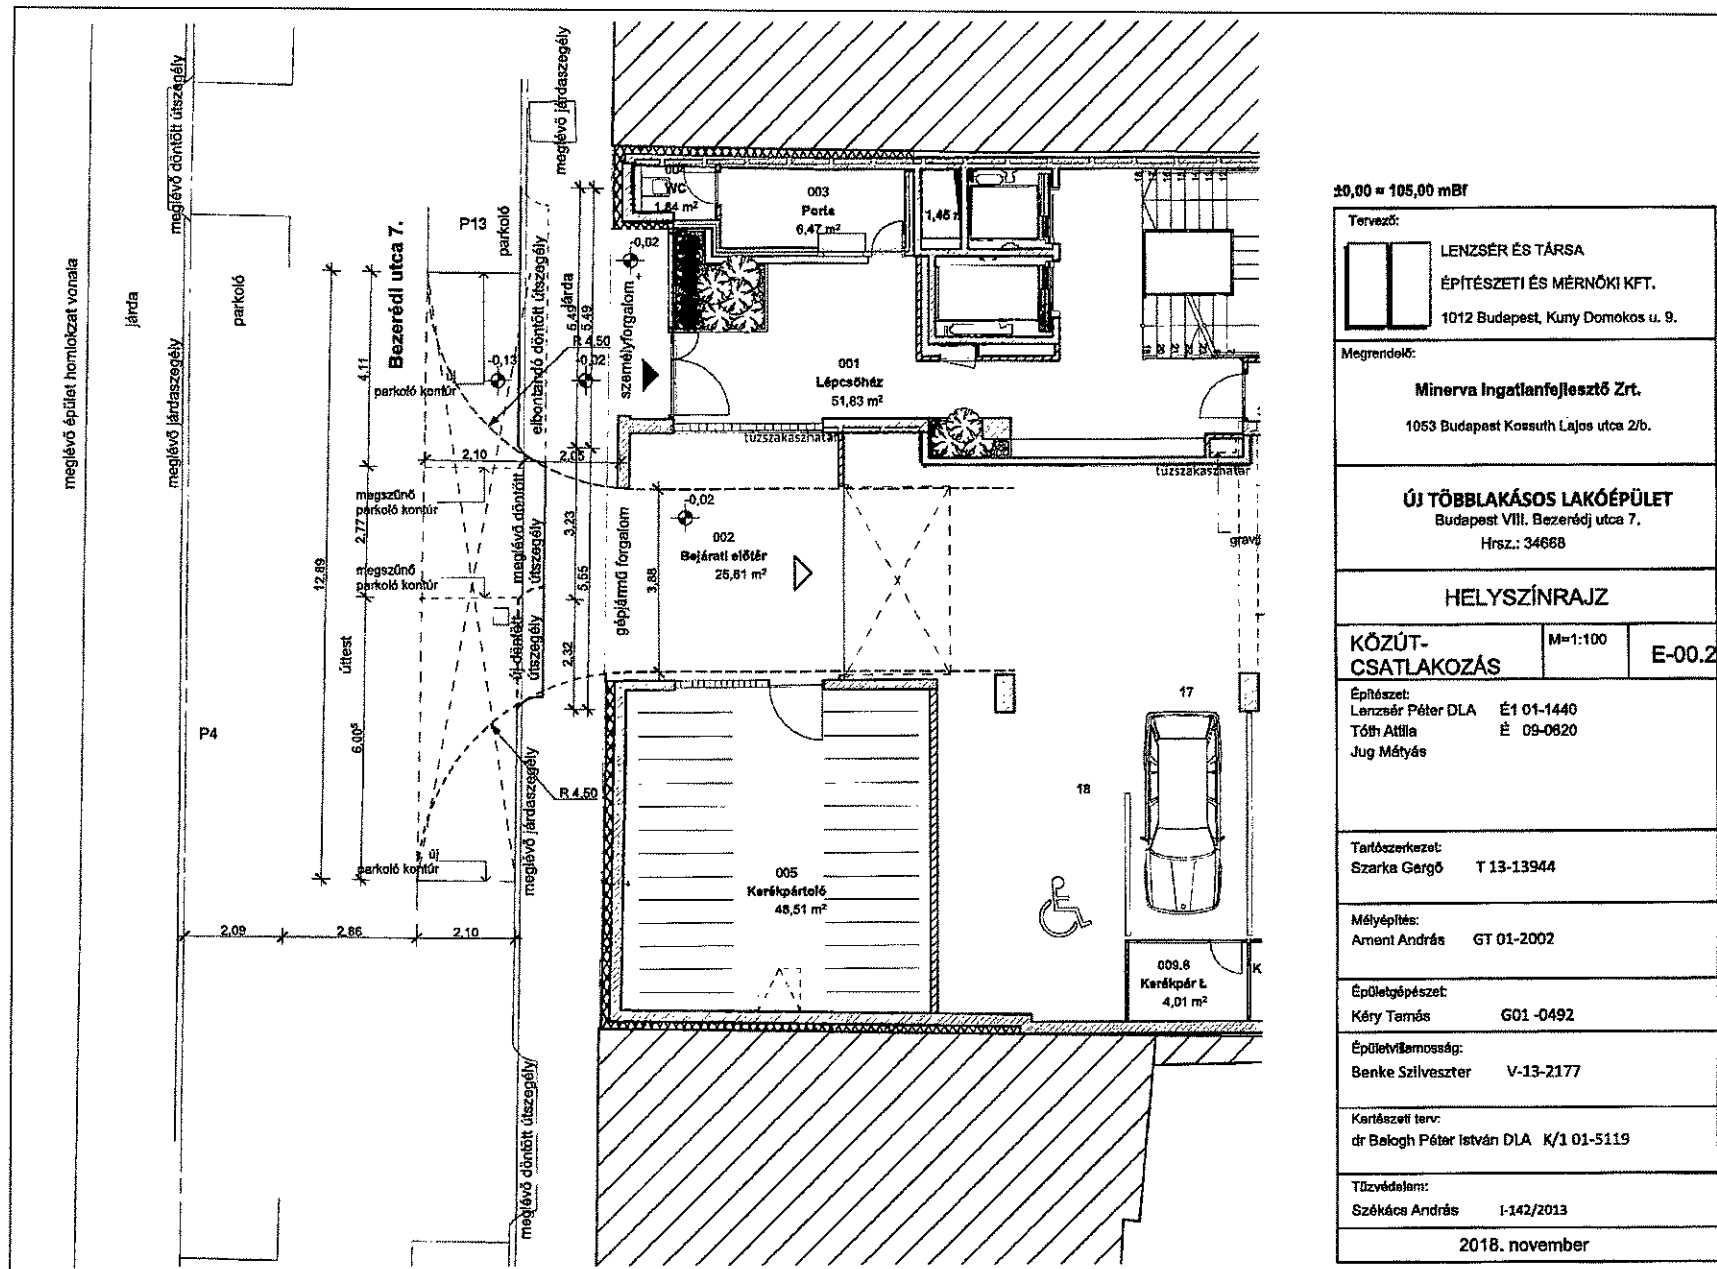 meglévő épület homlokzat vonala
járda
meglévő döntött útszegély
meglévő járdaszegély
parkoló
P4
P13
parkoló
Bezerédi utca 7.
meglévő járdaszegély
elbontandó döntött útszegély
járda
személyforgalom
-0,02
-0,13
-0,02
5,49
5,49
R 4,50
4,11
parkoló kontúr
2,10
2,05
megszűnő
parkoló kontúr
2,77
megszűnő
parkoló kontúr
12,89
úttest
6,00⁵
meglévő döntött
útszegély
új döntött
útszegély
3,23
5,55
2,32
gépjármű forgalom
3,88
-0,02
R 4,50
meglévő járdaszegély
új
parkoló kontúr
2,09
2,86
2,10
meglévő döntött útszegély
004
WC
1,84 m²
003
Porta
6,47 m²
001
Lépcsőház
51,83 m²
tűzszakaszhatár
tűzszakaszhatár
002
Bejárati előtér
25,61 m²
17
18
005
Kerékpártoló
48,51 m²
009.8
Kerékpár t.
4,01 m²
K
±0,00 = 105,00 mBf
Tervező:
LENZSÉR ÉS TÁRSA
ÉPÍTÉSZETI ÉS MÉRNÖKI KFT.
1012 Budapest, Kuny Domokos u. 9.
Megrendelő:
Minerva Ingatlanfejlesztő Zrt.
1053 Budapest Kossuth Lajos utca 2/b.
ÚJ TÖBBLAKÁSOS LAKÓÉPÜLET
Budapest VIII. Bezerédj utca 7.
Hrsz.: 34668
HELYSZÍNRAJZ
KÖZÚT-
CSATLAKOZÁS
M=1:100
E-00.2
Építészet:
Lenzsér Péter DLA É1 01-1440
Tóth Attila É 09-0620
Jug Mátyás
Tartószerkezet:
Szarka Gergő T 13-13944
Mélyépítés:
Ament András GT 01-2002
Épületgépészet:
Kéry Tamás G01 -0492
Épületvillamosság:
Benke Szilveszter V-13-2177
Kertészeti terv:
dr Balogh Péter István DLA K/1 01-5119
Tűzvédelem:
Székács András I-142/2013
2018. november